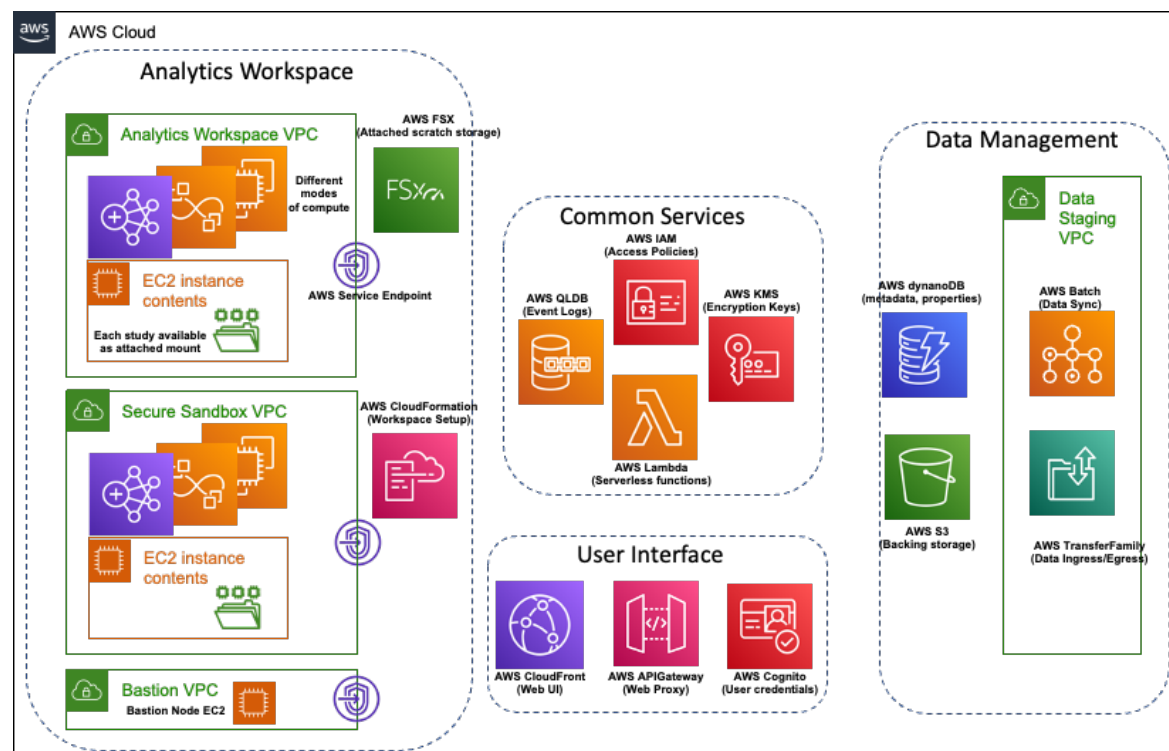 aws
AWS Cloud
Analytics Workspace
Analytics Workspace VPC
Different
modes
of compute
EC2 instance
contents
Each study available
as attached mount
AWS FSX
(Attached scratch storage)
FSx
AWS Service Endpoint
Secure Sandbox VPC
EC2 instance
contents
AWS CloudFormation
(Workspace Setup)
Bastion VPC
Bastion Node EC2
Common Services
AWS IAM
(Access Policies)
AWS QLDB
(Event Logs)
AWS KMS
(Encryption Keys)
AWS Lambda
(Serverless functions)
User Interface
</>
AWS CloudFront
(Web UI)
AWS APIGateway
(Web Proxy)
AWS Cognito
(User credentials)
Data Management
Data
Staging
VPC
AWS dynanoDB
(metadata, properties)
AWS Batch
(Data Sync)
AWS S3
(Backing storage)
AWS TransferFamily
(Data Ingress/Egress)